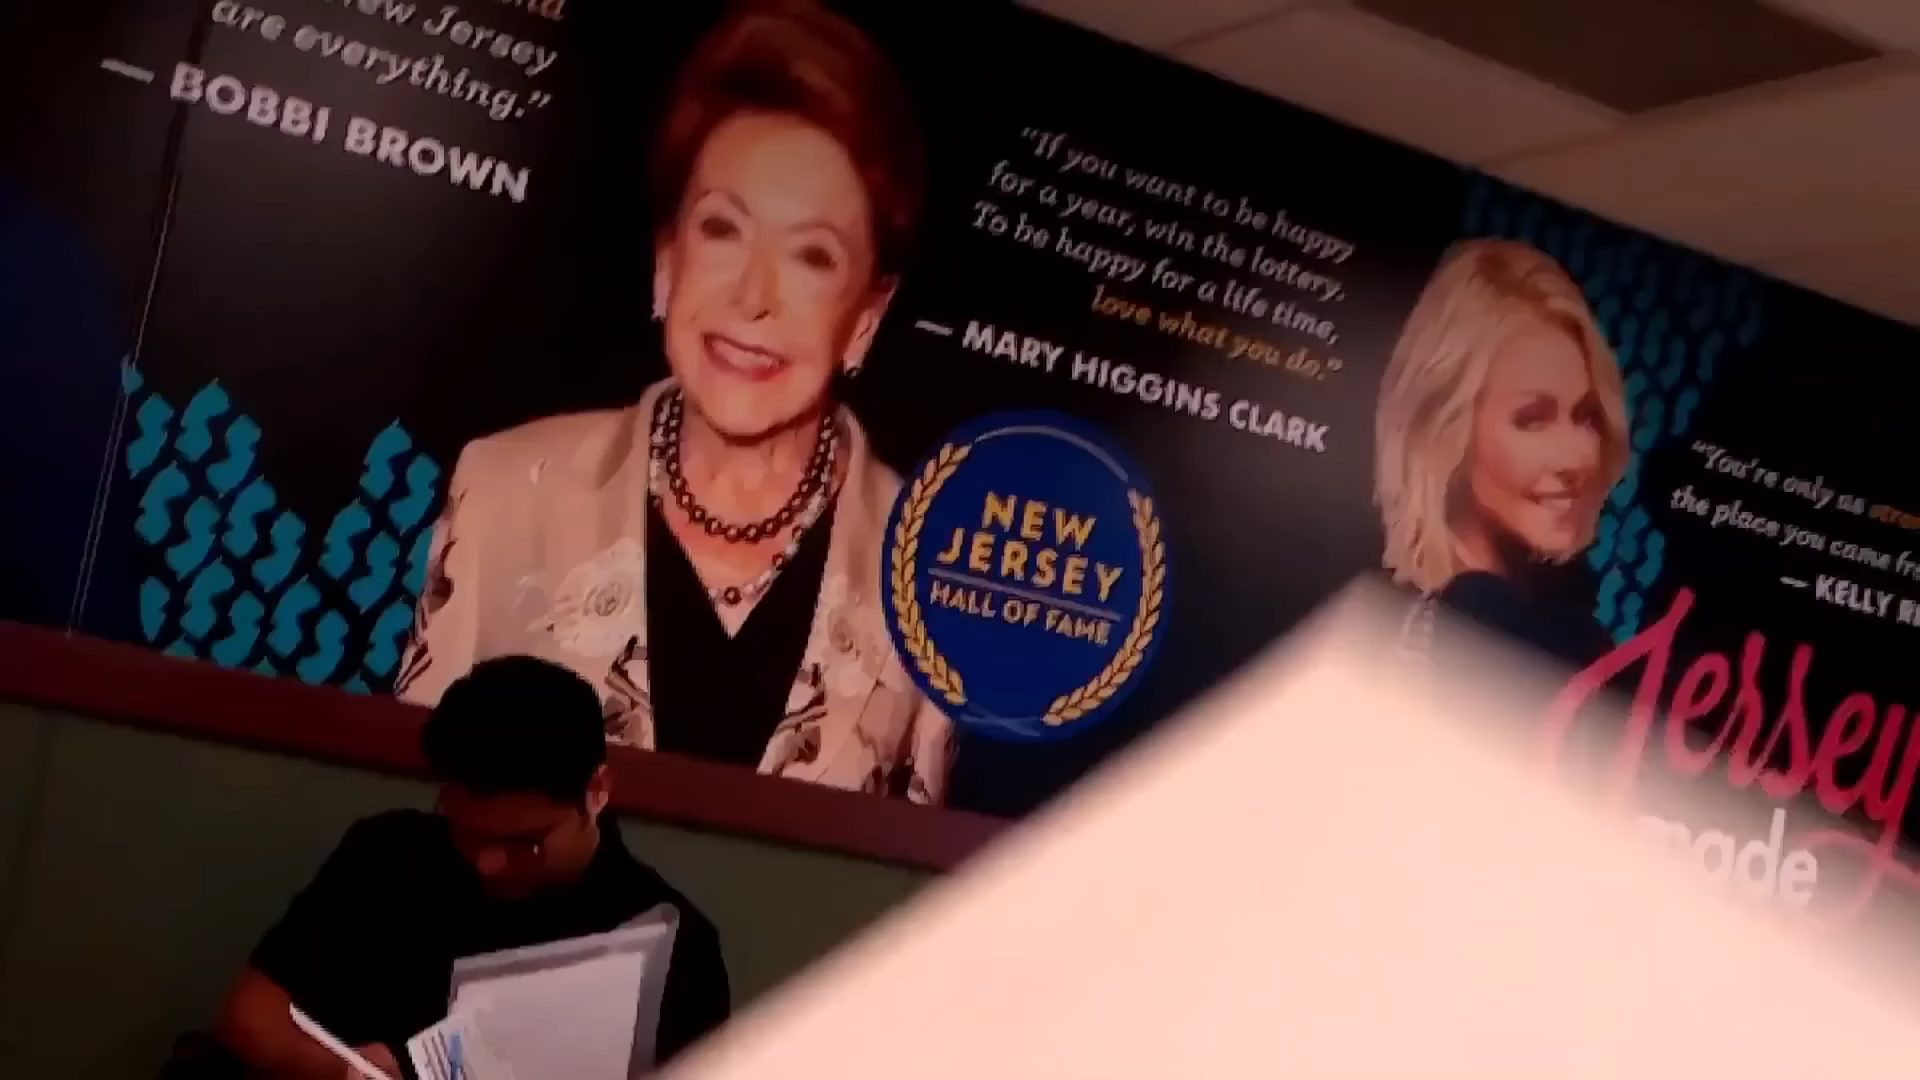 New Jersey
are everything.”
— BOBBI BROWN
“If you want to be happy
for a year, win the lottery.
To be happy for a life time,
love what you do.”
— MARY HIGGINS CLARK
NEW
JERSEY
HALL OF FAME
“You're only as
the place you came
— KELLY
Jersey
made